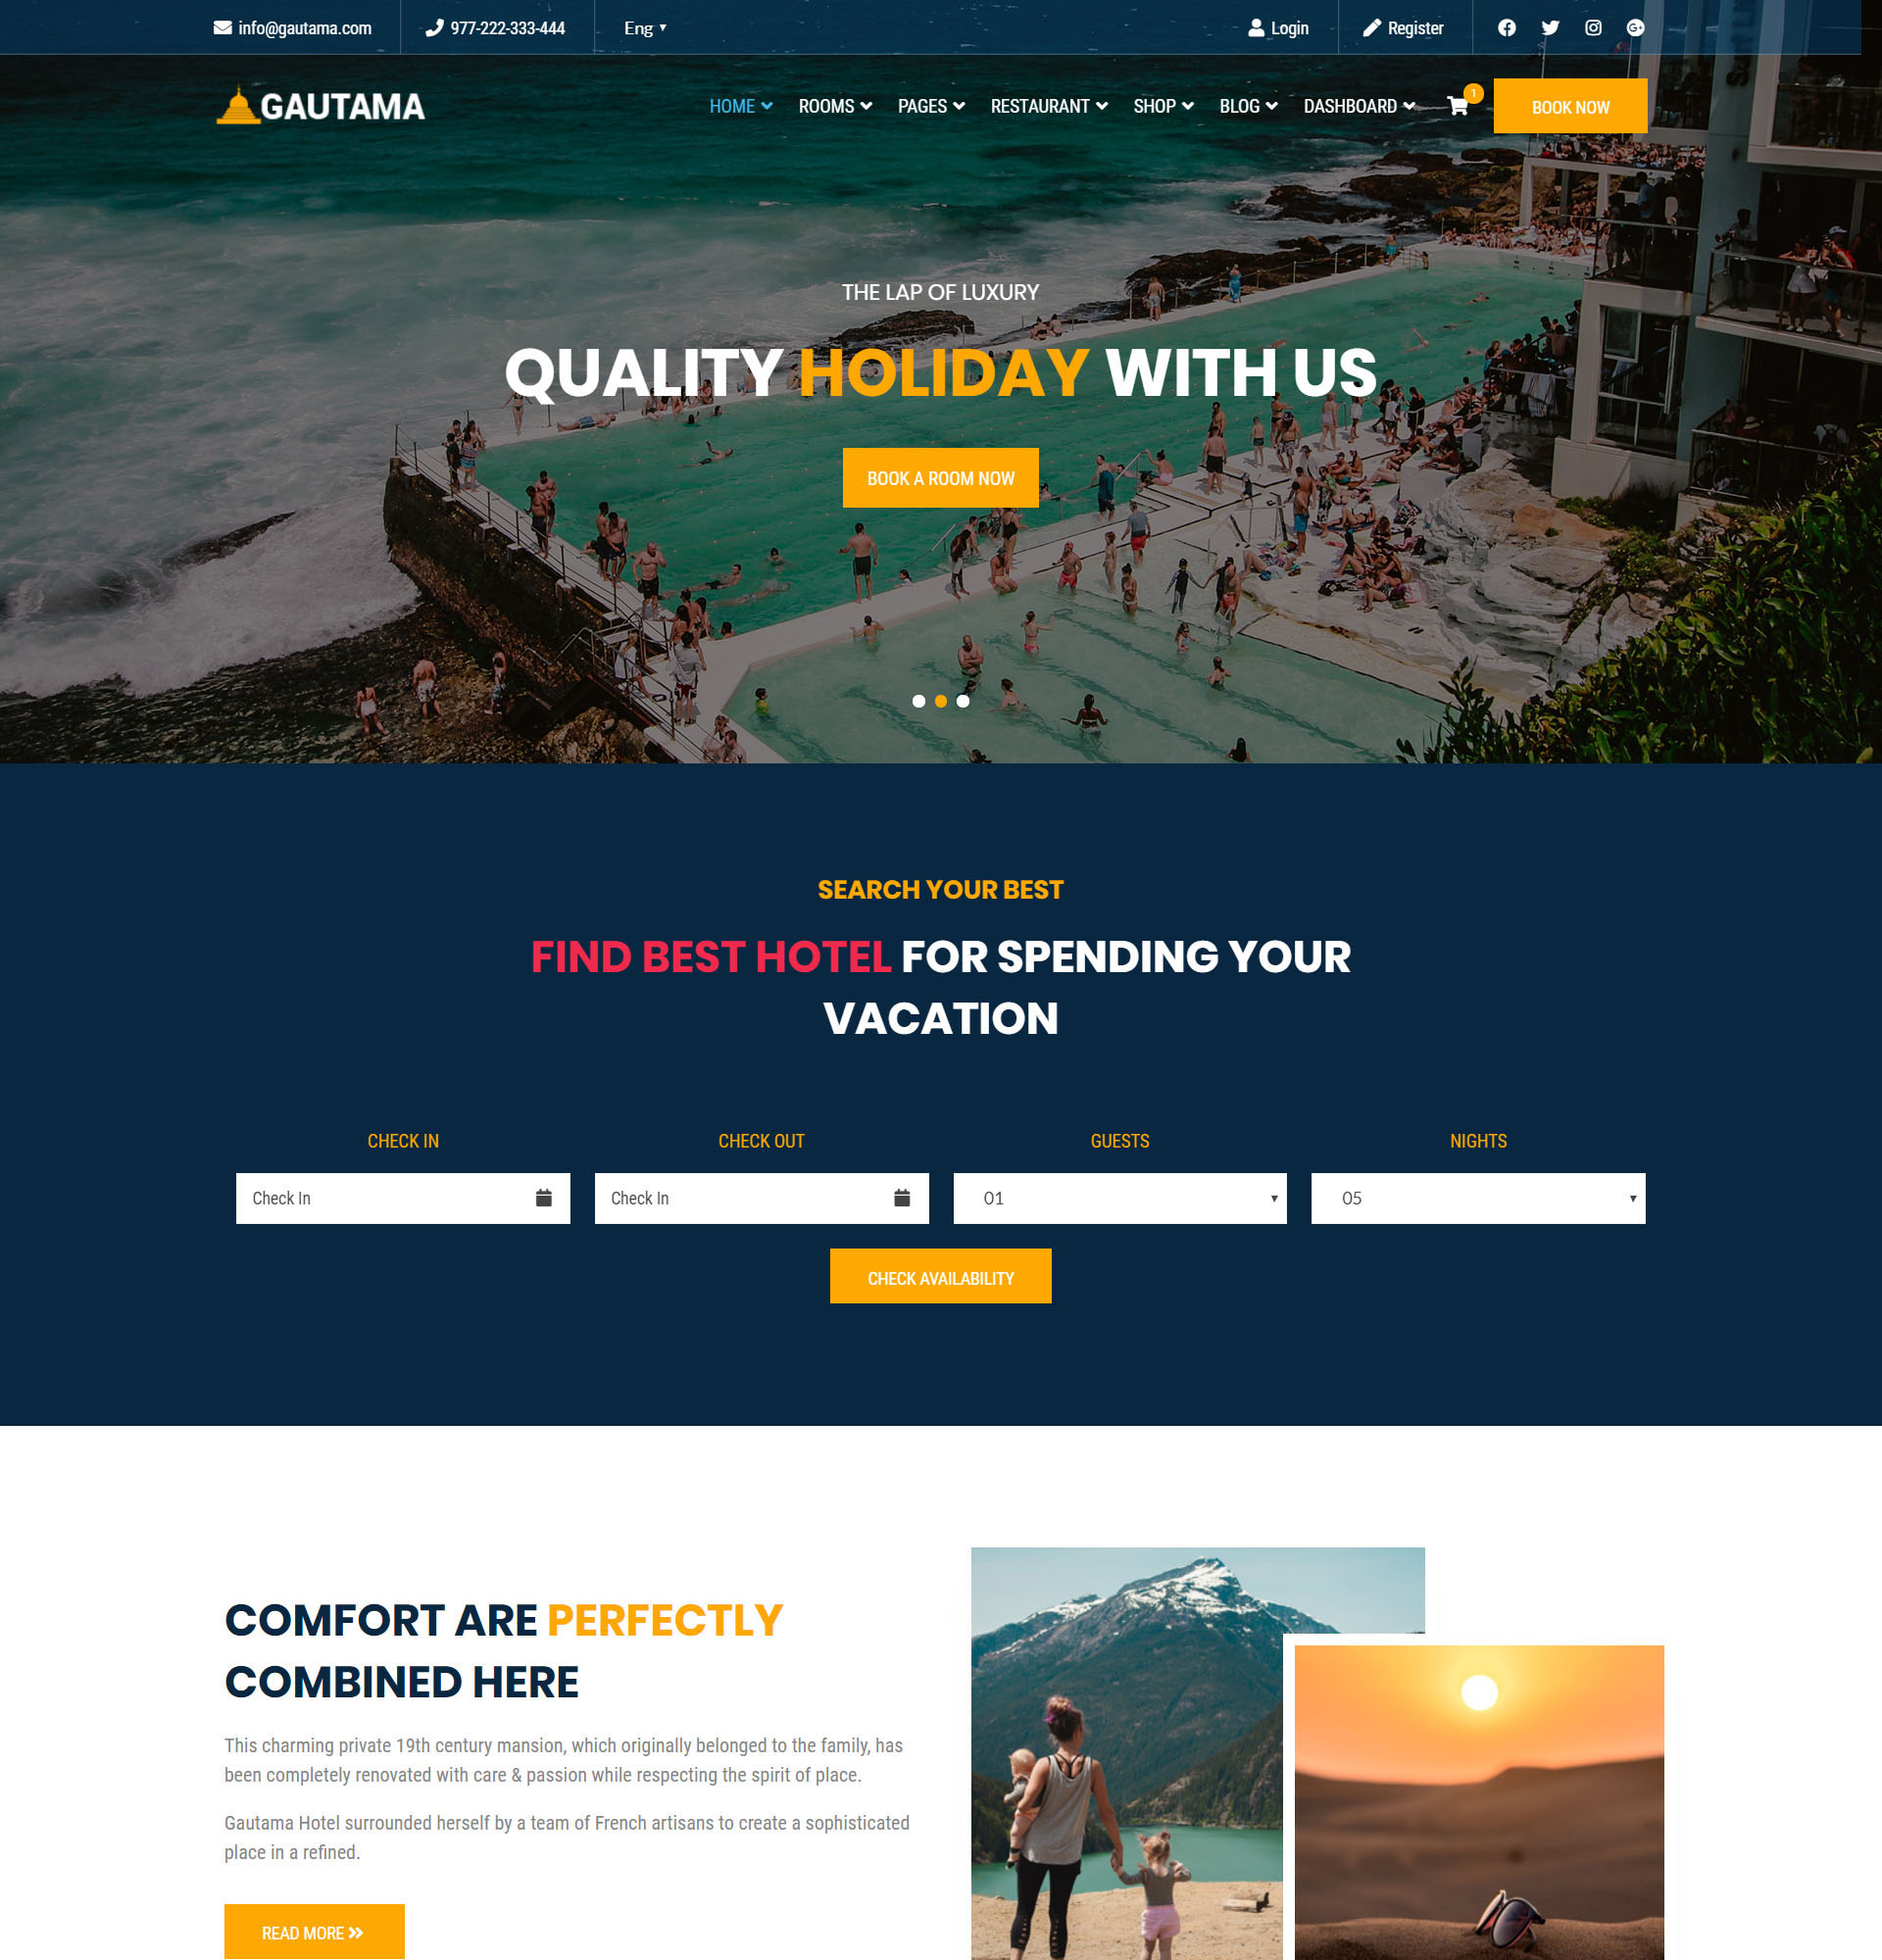 info@gautama.com
977-222-333-444
Eng
Login
Register
GAUTAMA
HOME
ROOMS
PAGES
RESTAURANT
SHOP
BLOG
DASHBOARD
1
BOOK NOW
THE LAP OF LUXURY
QUALITY HOLIDAY WITH US
BOOK A ROOM NOW
SEARCH YOUR BEST
FIND BEST HOTEL FOR SPENDING YOUR
VACATION
CHECK IN
CHECK OUT
GUESTS
NIGHTS
Check In
Check In
01
05
CHECK AVAILABILITY
COMFORT ARE PERFECTLY
COMBINED HERE
This charming private 19th century mansion, which originally belonged to the family, has
been completely renovated with care & passion while respecting the spirit of place.
Gautama Hotel surrounded herself by a team of French artisans to create a sophisticated
place in a refined.
READ MORE